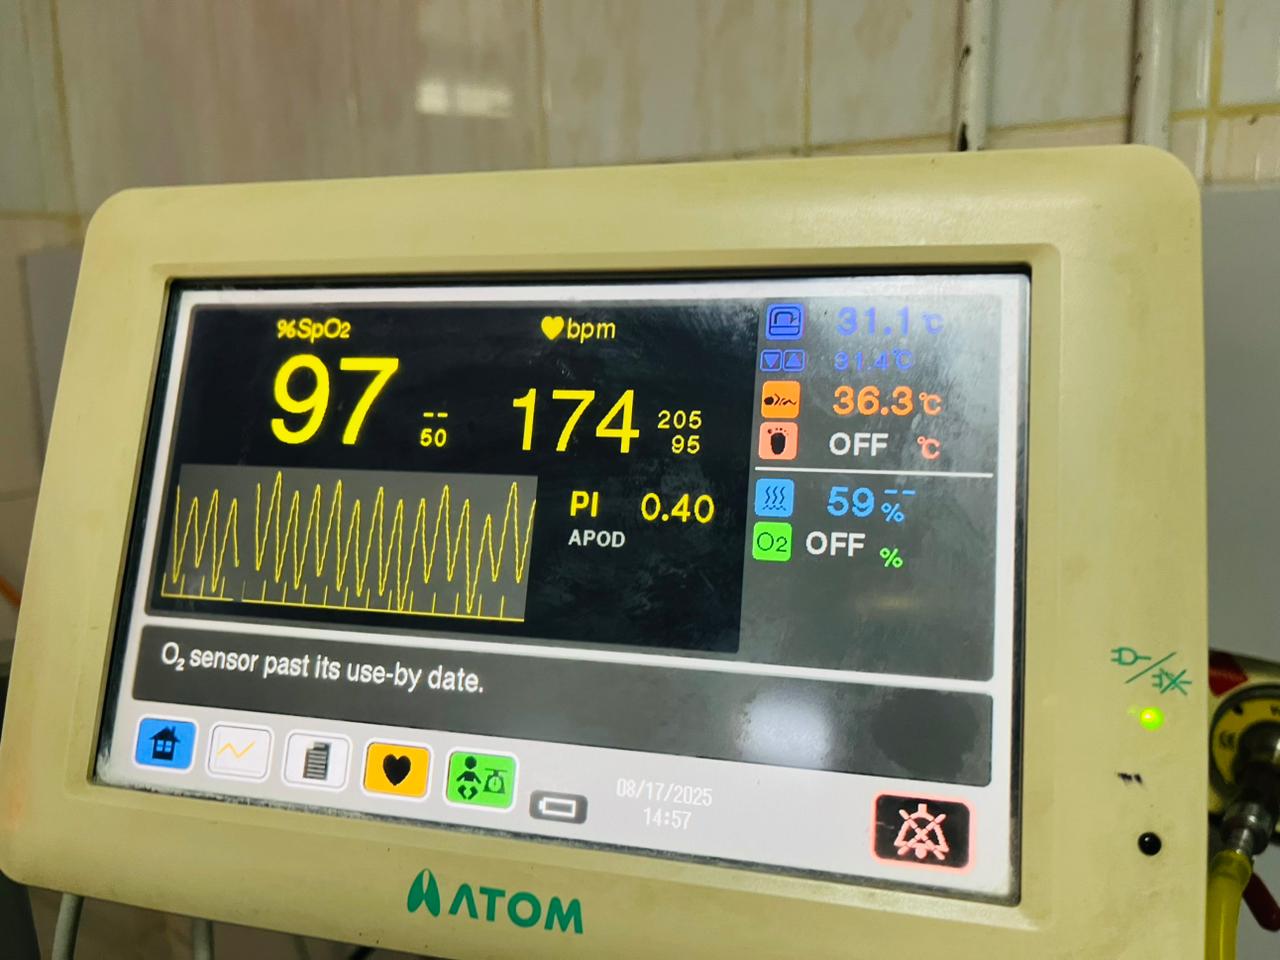 %SpO2
97
--
50
bpm
174
205
95
PI 0.40
APOD
31.1 ℃
31.4℃
36.3 ℃
OFF ℃
59 -- %
O2 OFF %
O₂ sensor past its use-by date.
08/17/2025
14:57
ATOM